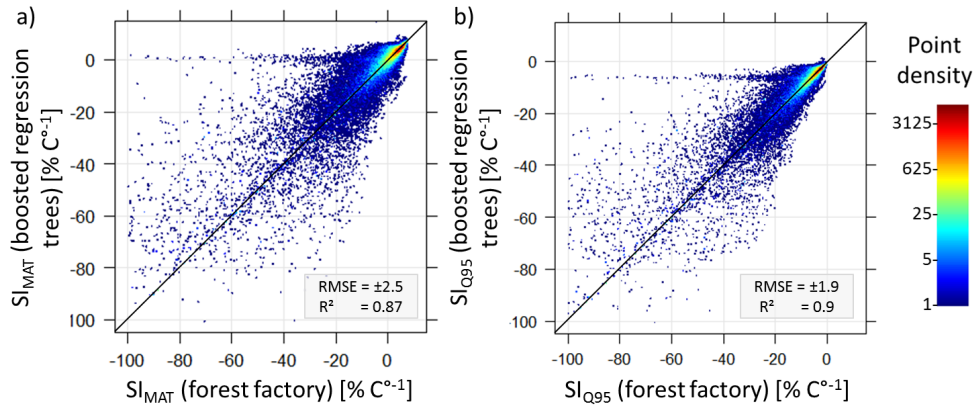 a)
SI_MAT (boosted regression
trees) [% C°⁻¹]
0
-20
-40
-60
-80
100
RMSE = ±2.5
R² = 0.87
-100 -80 -60 -40 -20 0
SI_MAT (forest factory) [% C°⁻¹]
b)
SI_Q95 (boosted regression
trees) [% C°⁻¹]
0
-20
-40
-60
-80
100
RMSE = ±1.9
R² = 0.9
-100 -80 -60 -40 -20 0
SI_Q95 (forest factory) [% C°⁻¹]
Point
density
3125
625
25
5
1